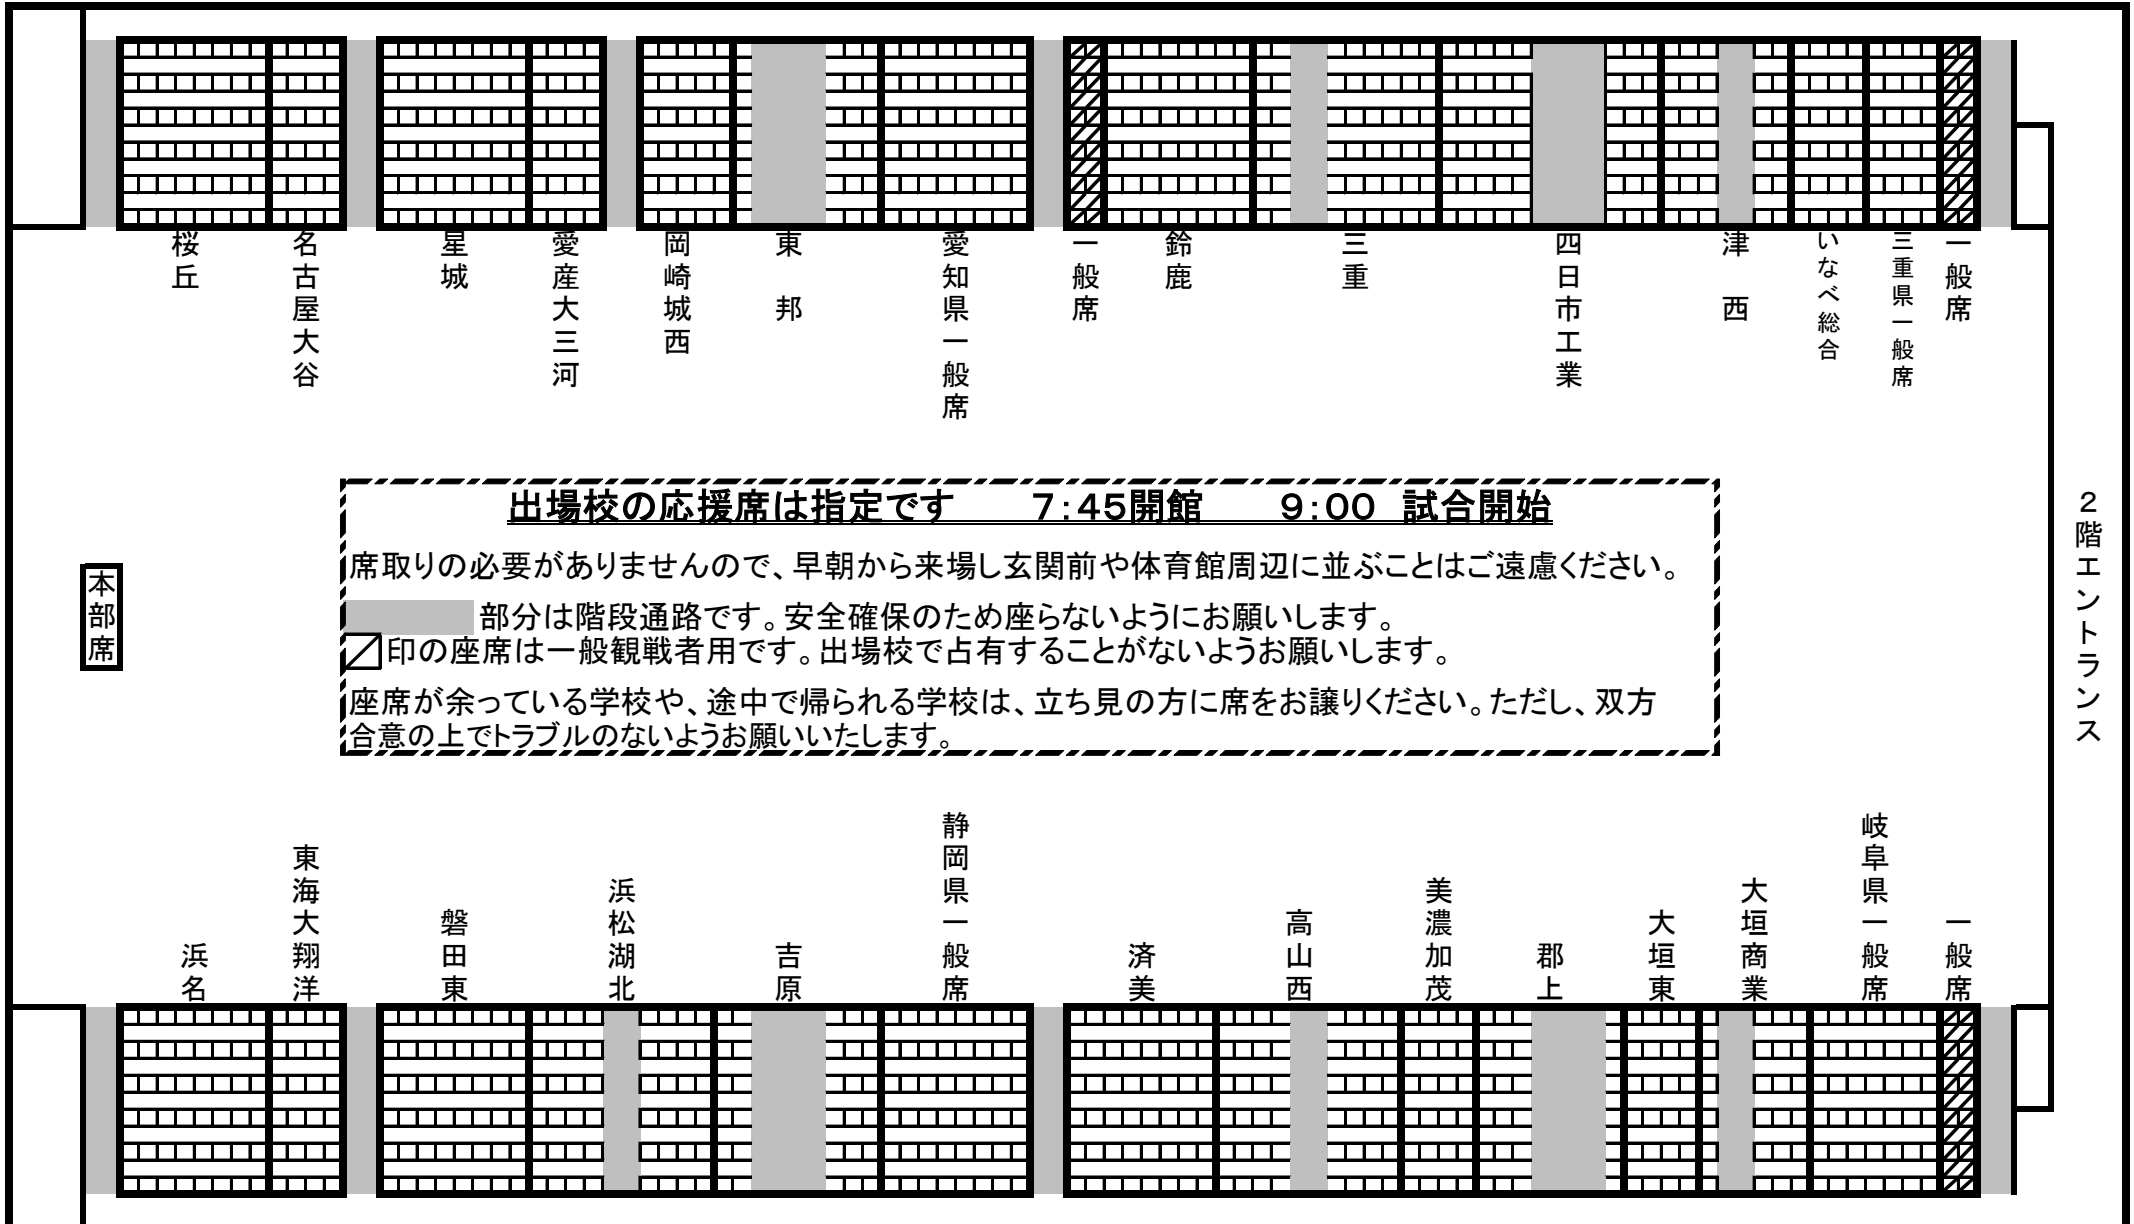 桜丘
名古屋大谷
星城
愛産大三河
岡崎城西
東　邦
愛知県一般席
一般席
鈴鹿
三重
四日市工業
津　西
いなべ総合
三重県一般席
一般席
出場校の応援席は指定です　　7:45開館　　9:00　試合開始
席取りの必要がありませんので、早朝から来場し玄関前や体育館周辺に並ぶことはご遠慮ください。
部分は階段通路です。安全確保のため座らないようにお願いします。
印の座席は一般観戦者用です。出場校で占有することがないようお願いします。
座席が余っている学校や、途中で帰られる学校は、立ち見の方に席をお譲りください。ただし、双方
合意の上でトラブルのないようお願いいたします。
本部席
2階エントランス
浜名
東海大翔洋
磐田東
浜松湖北
吉原
静岡県一般席
済美
高山西
美濃加茂
郡上
大垣東
大垣商業
岐阜県一般席
一般席